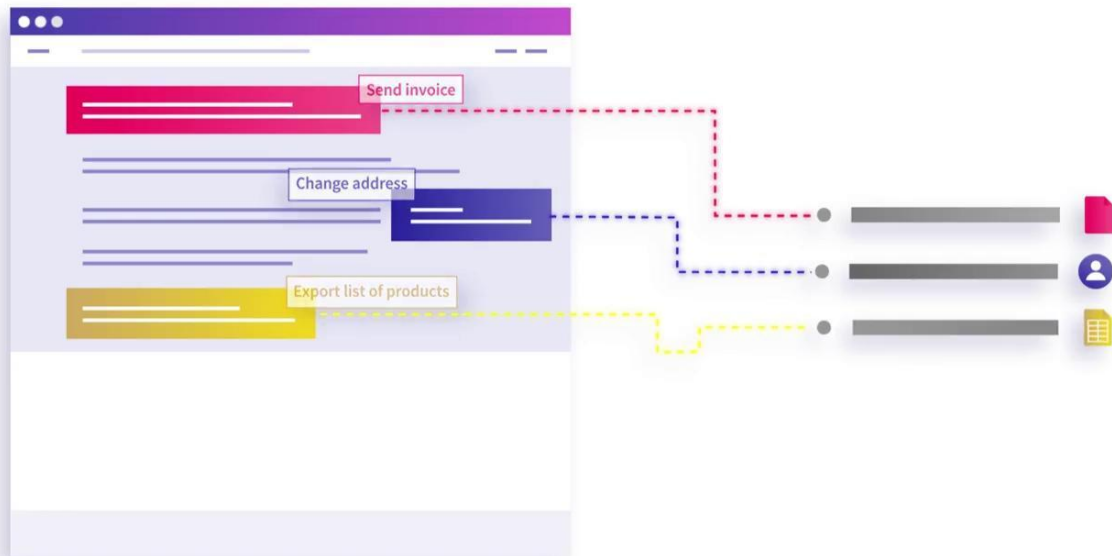 Send invoice
Change address
Export list of products